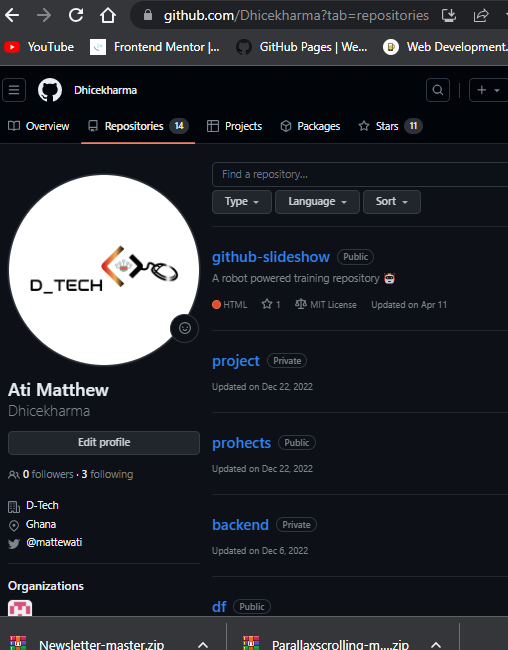 github.com/Dhicekharma?tab=repositories
YouTube
Frontend Mentor |...
GitHub Pages | We...
Web Development
Dhicekharma
Overview
Repositories 14
Projects
Packages
Stars 11
Find a repository...
Type
Language
Sort
D_TECH
github-slideshow Public
A robot powered training repository
HTML
1
MIT License
Updated on Apr 11
project Private
Updated on Dec 22, 2022
prohects Public
Updated on Dec 22, 2022
backend Private
Updated on Dec 6, 2022
df Public
Ati Matthew
Dhicekharma
Edit profile
0 followers · 3 following
D-Tech
Ghana
@mattewati
Organizations
Newsletter-master.zip
Parallaxscrolling-m....zip